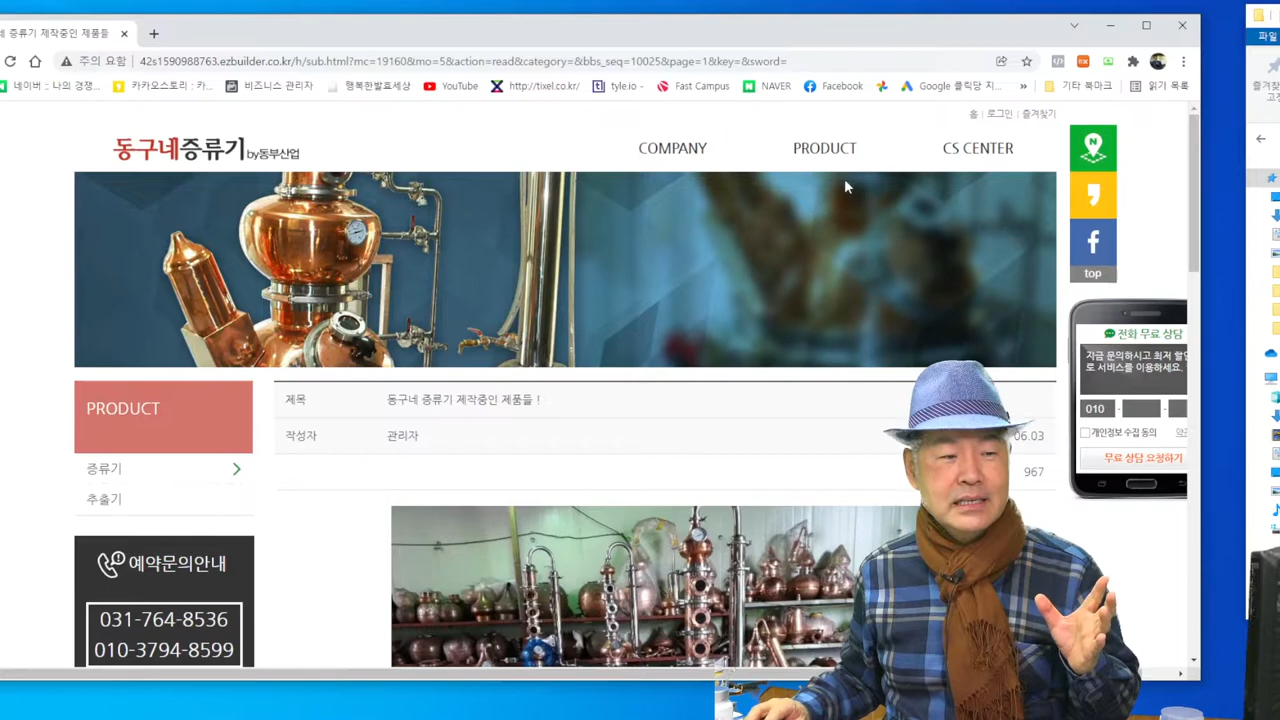 네 증류기 제작중인 제품들
주의 요함
42s1590988763.ezbuilder.co.kr/h/sub.html?mc=19160&mo=5&action=read&category=&bbs_seq=10025&page=1&key=&sword=
네이버 :: 나의 경쟁...
카카오스토리 : 카...
비즈니스 관리자
행복한발효세상
YouTube
http://tixel.co.kr/
tyle.io -
Fast Campus
NAVER
Facebook
Google 클릭당 지...
»
기타 북마크
읽기 목록
파일
즐겨찾
고정
홈 | 로그인 | 즐겨찾기
동구네증류기 by동부산업
COMPANY
PRODUCT
CS CENTER
N
f
top
전화 무료 상담
지금 문의하시고 최저 할인
로 서비스를 이용하세요.
010
-
-
개인정보 수집 동의
무료 상담 요청하기
PRODUCT
증류기
추출기
제목
동구네 증류기 제작중인 제품들 !
작성자
관리자
06.03
967
예약문의안내
031-764-8536
010-3794-8599